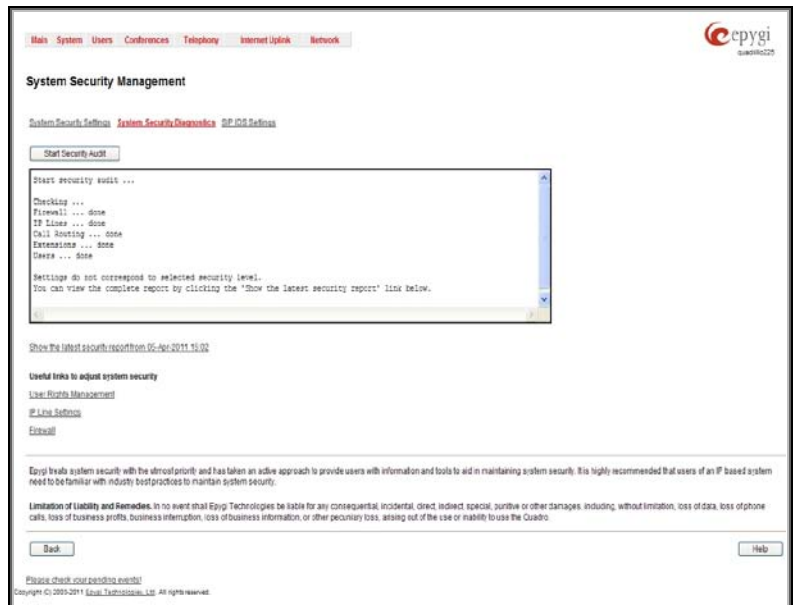 Main System Users Conferences Telephony Internet Uplink Network
epygi
System Security Management
System Security Settings System Security Diagnostics SIP IDS Settings
Start Security Audit
Start security audit ...
Checking ...
Firewall ... done
IP Lines ... done
Call Routing ... done
Extensions ... done
Users ... done
Settings do not correspond to selected security level.
You can view the complete report by clicking the 'Show the latest security report' link below.
Show the latest security report from 05-Apr-2011 15:02
Useful links to adjust system security
User Rights Management
IP Line Settings
Firewall
Epygi treats system security with the utmost priority and has taken an active approach to provide users with information and tools to aid in maintaining system security. It is highly recommended that users of an IP based system
need to be familiar with industry best practices to maintain system security.
Limitation of Liability and Remedies. In no event shall Epygi Technologies be liable for any consequential, incidental, direct, indirect, special, punitive or other damages, including, without limitation, loss of data, loss of phone
calls, loss of business profits, business interruption, loss of business information, or other pecuniary loss, arising out of the use or inability to use the Quadro.
Back Help
Please check your pending events!
Copyright (C) 2003-2011 Epygi Technologies, Ltd. All rights reserved.